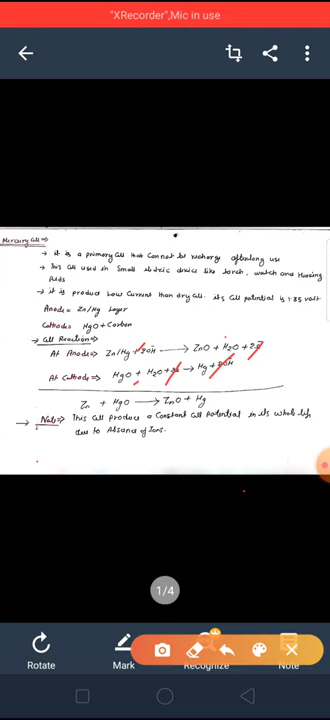 "XRecorder",Mic in use
Mercury Cell ⇒
→ it is a primary Cell that Cannot be recharge after long use
→ This Cell used in Small electric device like torch, watch and Hearing
Aids
→ it is produce Low Current than dry Cell. its Cell potential is 1.35 volt
Anode = Zn/Hg Layer
Cathode = HgO + Carbon
→ Cell Reaction ⇒
At Anode ⇒ Zn/Hg + 2OH → ZnO + H2O + 2e
At Cathode ⇒ HgO + H2O + 2e → Hg + 2OH
Zn + HgO → ZnO + Hg
→ Note ⇒ This Cell produce a Constant Cell Potential in its whole life
due to Absance of Ions.
1/4
Rotate Mark Recognize Note